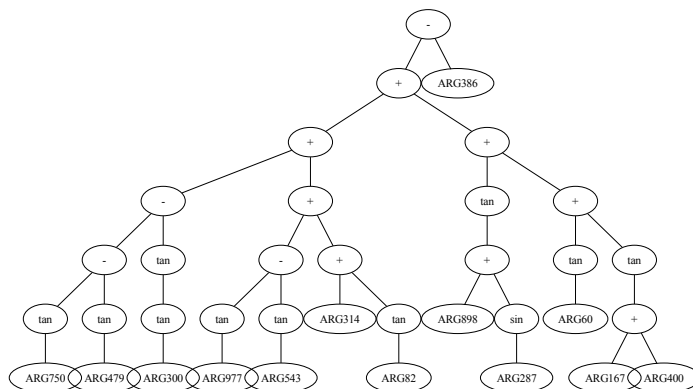 -
+ ARG386
+ +
- + tan +
- tan - + + tan tan
tan tan tan tan tan ARG314 tan ARG898 sin ARG60 +
ARG750 ARG479 ARG300 ARG977 ARG543 ARG82 ARG287 ARG167 ARG400